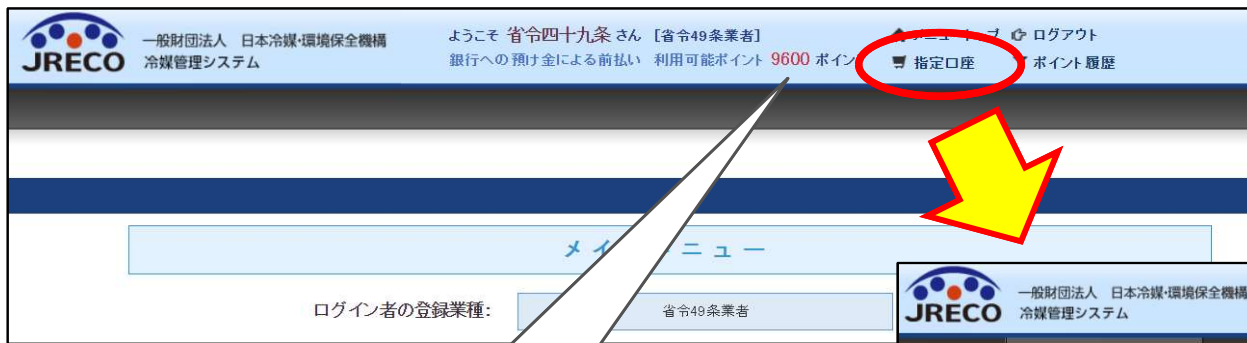 JRECO
一般財団法人 日本冷媒・環境保全機構
冷媒管理システム
ようこそ 省令四十九条 さん [省令49条業者]
ログアウト
銀行への預け金による前払い 利用可能ポイント 9600 ポイン
指定口座
ポイント履歴
メイ ニュー
ログイン者の登録業種:
省令49条業者
JRECO
一般財団法人 日本冷媒・環境保全機構
冷媒管理システム